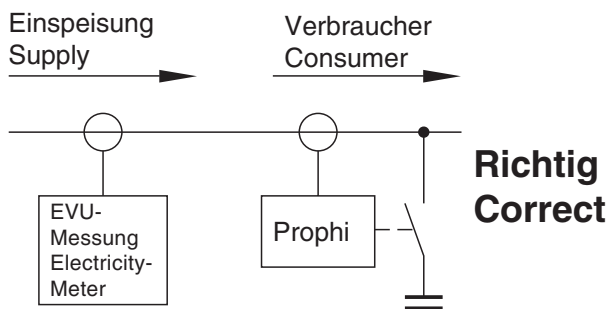 Einspeisung
Supply
Verbraucher
Consumer
EVU-
Messung
Electricity-
Meter
Prophi
Richtig
Correct